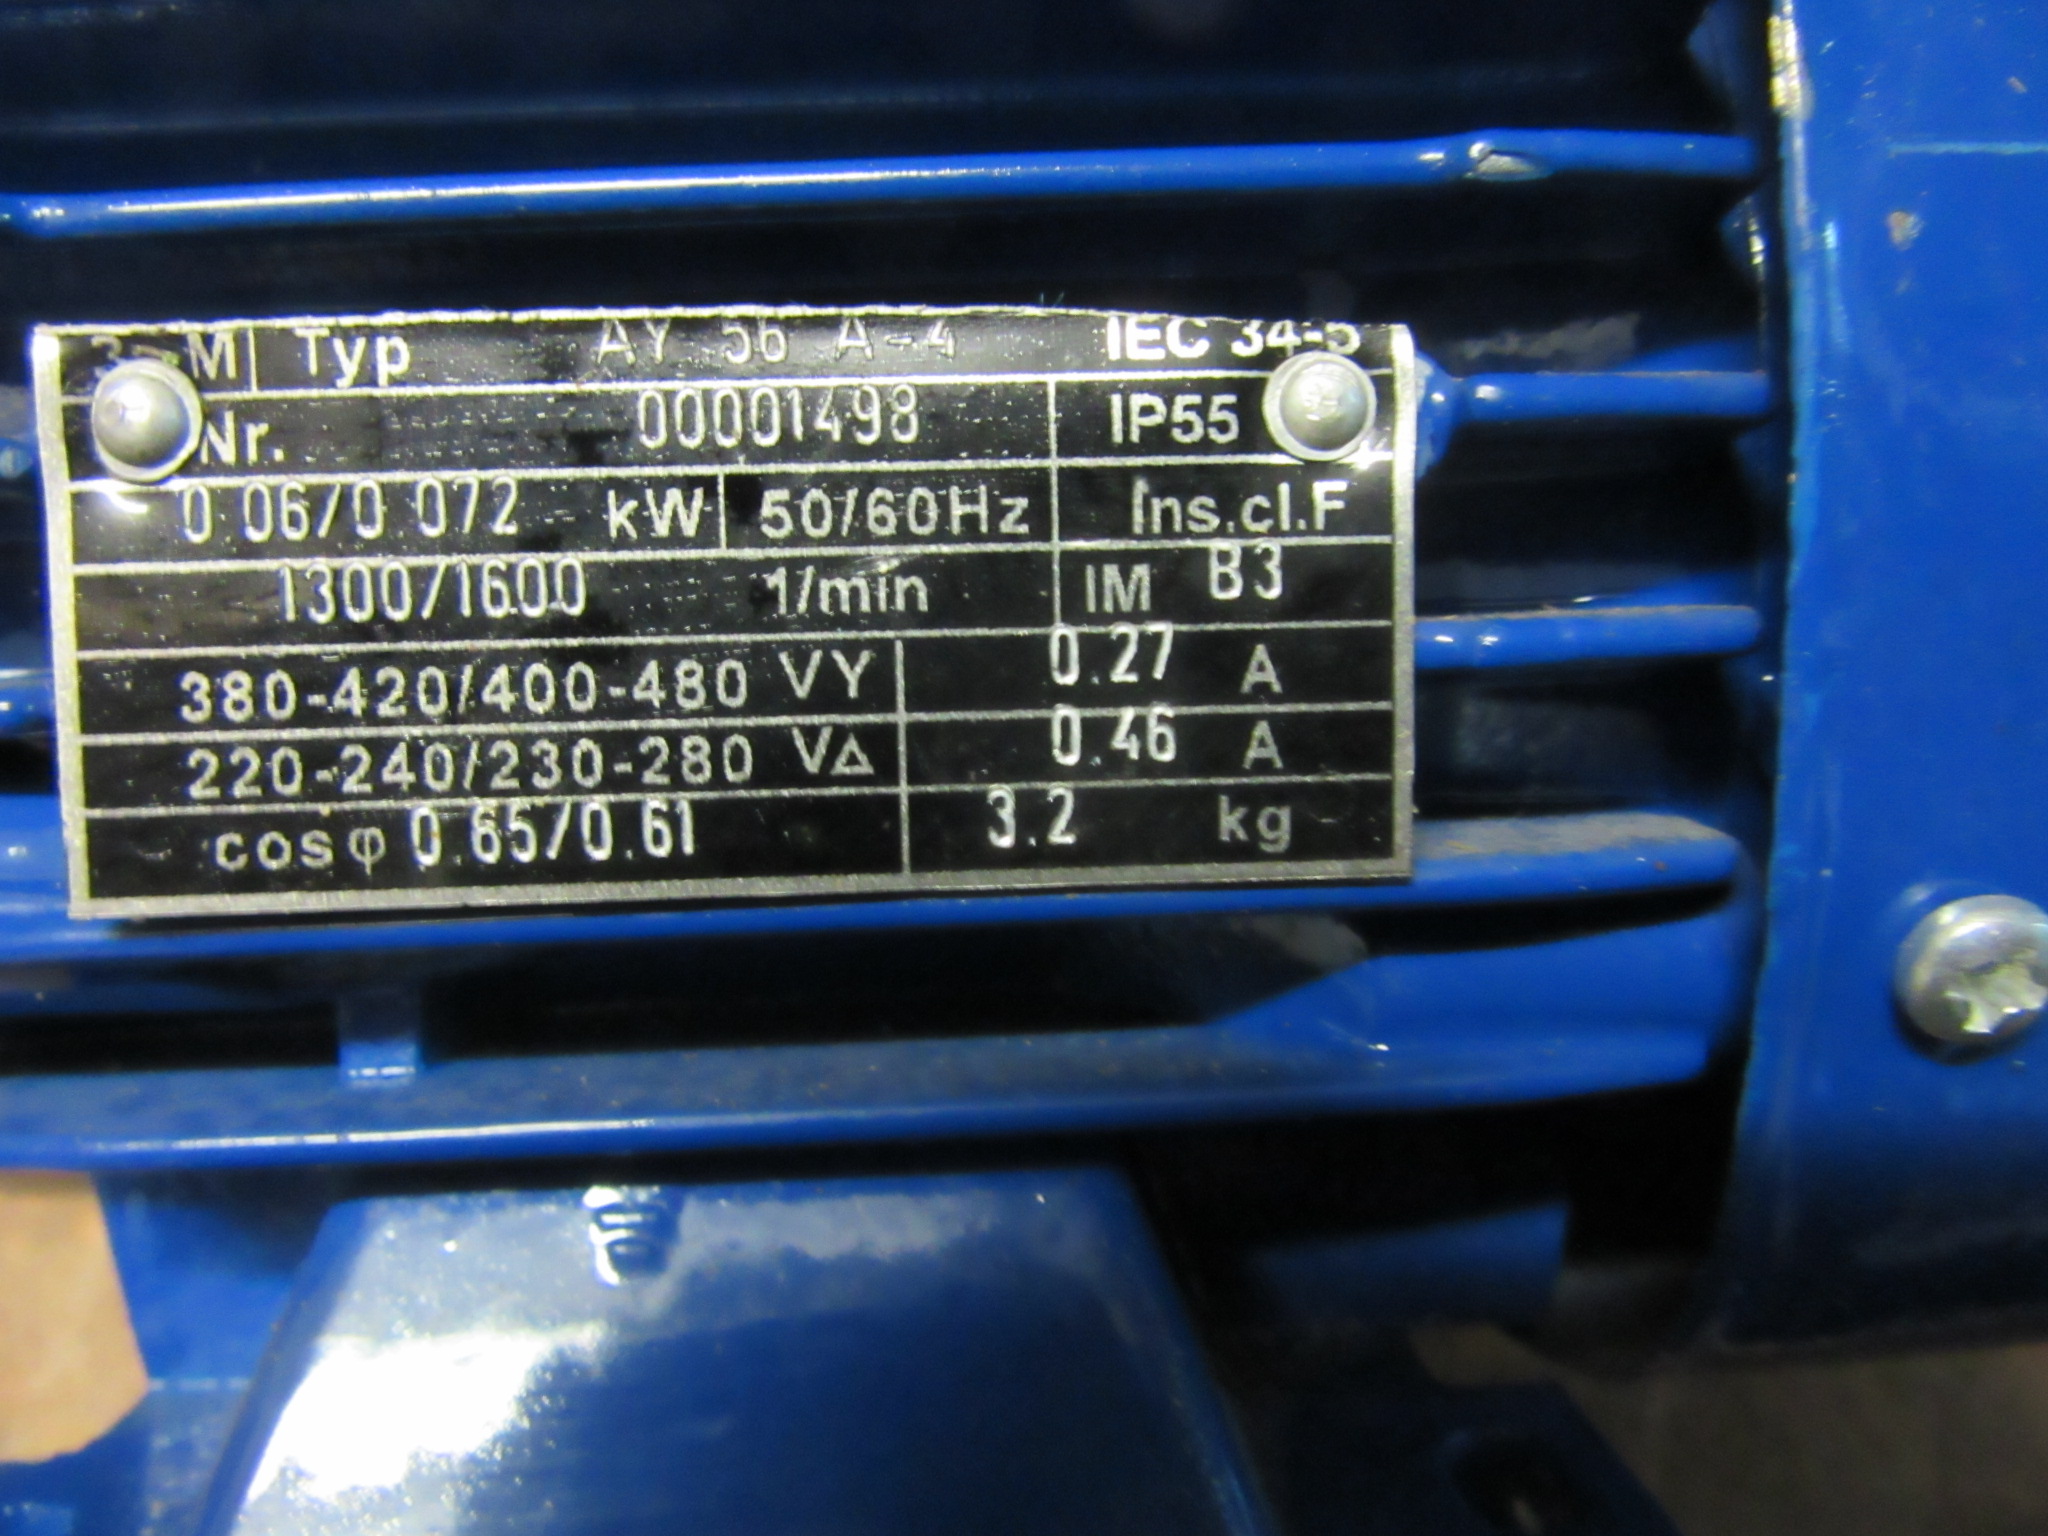 3~M Typ AY 56 A-4 IEC 34-5
Nr. 00001498 IP55
0.06/0.072 kW 50/60Hz Ins.cl.F
1300/1600 1/min IM B3
380-420/400-480 VY 0.27 A
220-240/230-280 V∆ 0.46 A
cosφ 0.65/0.61 3.2 kg